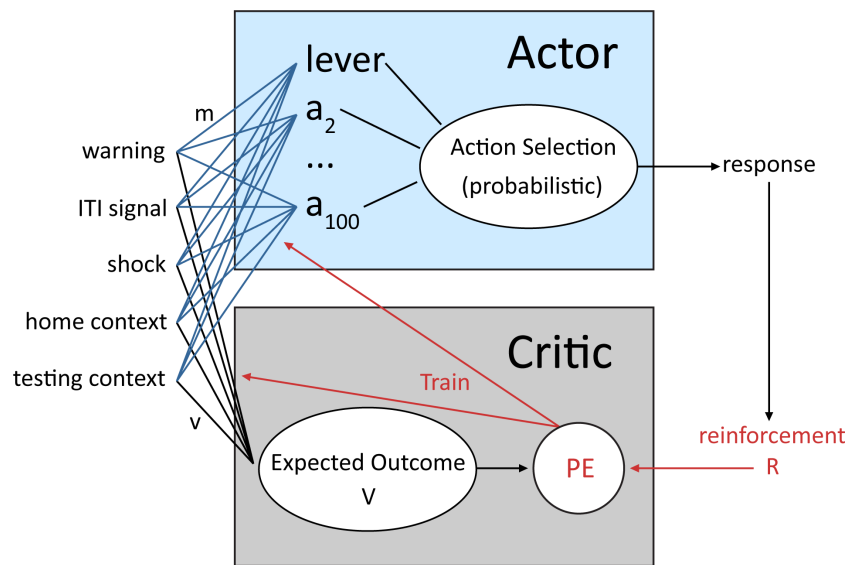 Actor
lever
m
a2
warning
Action Selection
...
(probabilistic)
response
ITI signal
a100
shock
home context
Critic
testing context
Train
v
reinforcement
Expected Outcome
PE
R
V